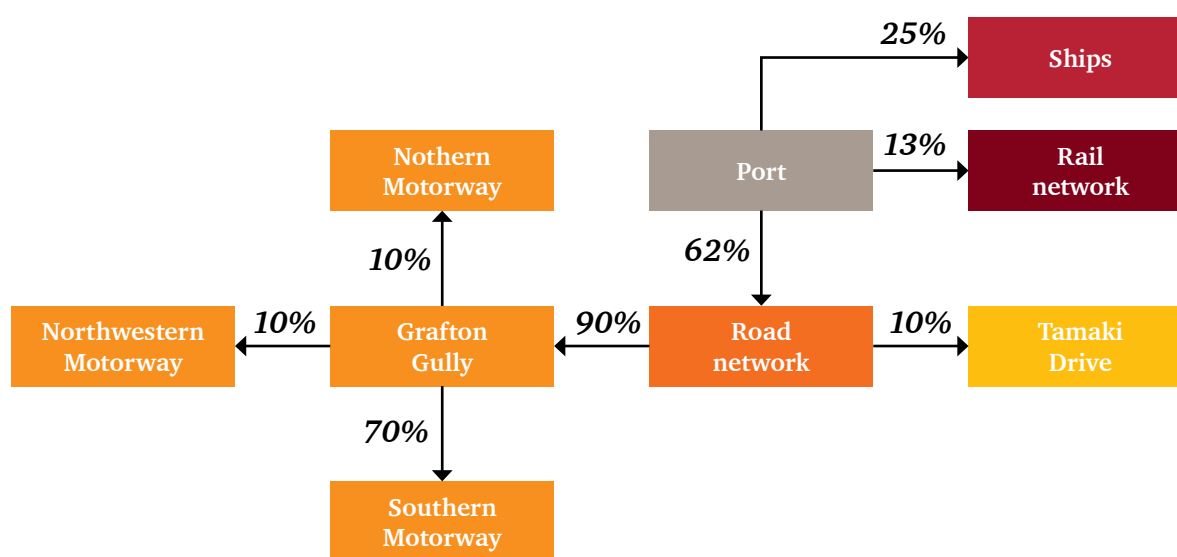 25%
Ships
Nothern
Motorway
Port
13%
Rail
network
10%
62%
Northwestern
Motorway
10%
Grafton
Gully
90%
Road
network
10%
Tamaki
Drive
70%
Southern
Motorway